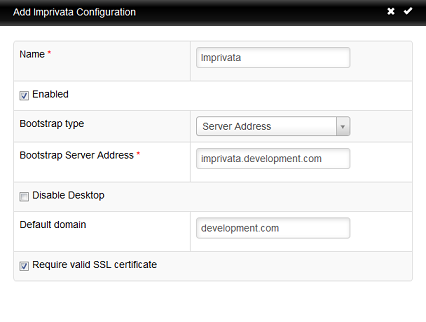 Add Imprivata Configuration
Name * Imprivata
Enabled
Bootstrap type Server Address
Bootstrap Server Address * imprivata.development.com
Disable Desktop
Default domain development.com
Require valid SSL certificate